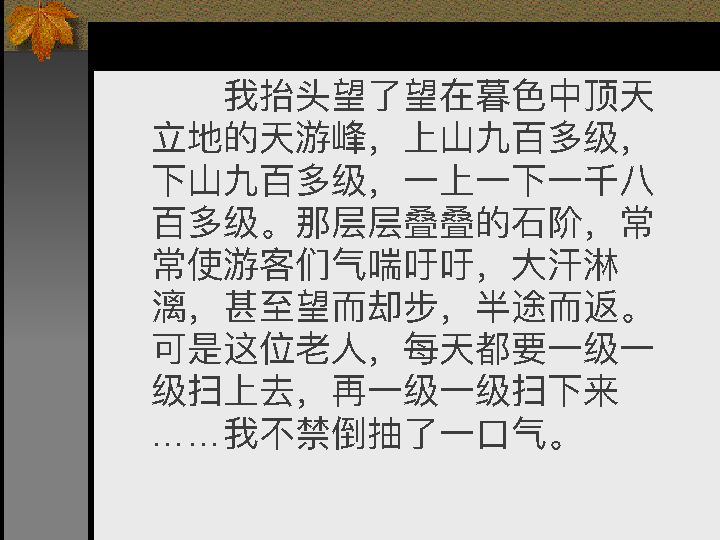 我抬头望了望在暮色中顶天
立地的天游峰，上山九百多级，
下山九百多级，一上一下一千八
百多级。那层层叠叠的石阶，常
常使游客们气喘吁吁，大汗淋
漓，甚至望而却步，半途而返。
可是这位老人，每天都要一级一
级扫上去，再一级一级扫下来
……我不禁倒抽了一口气。